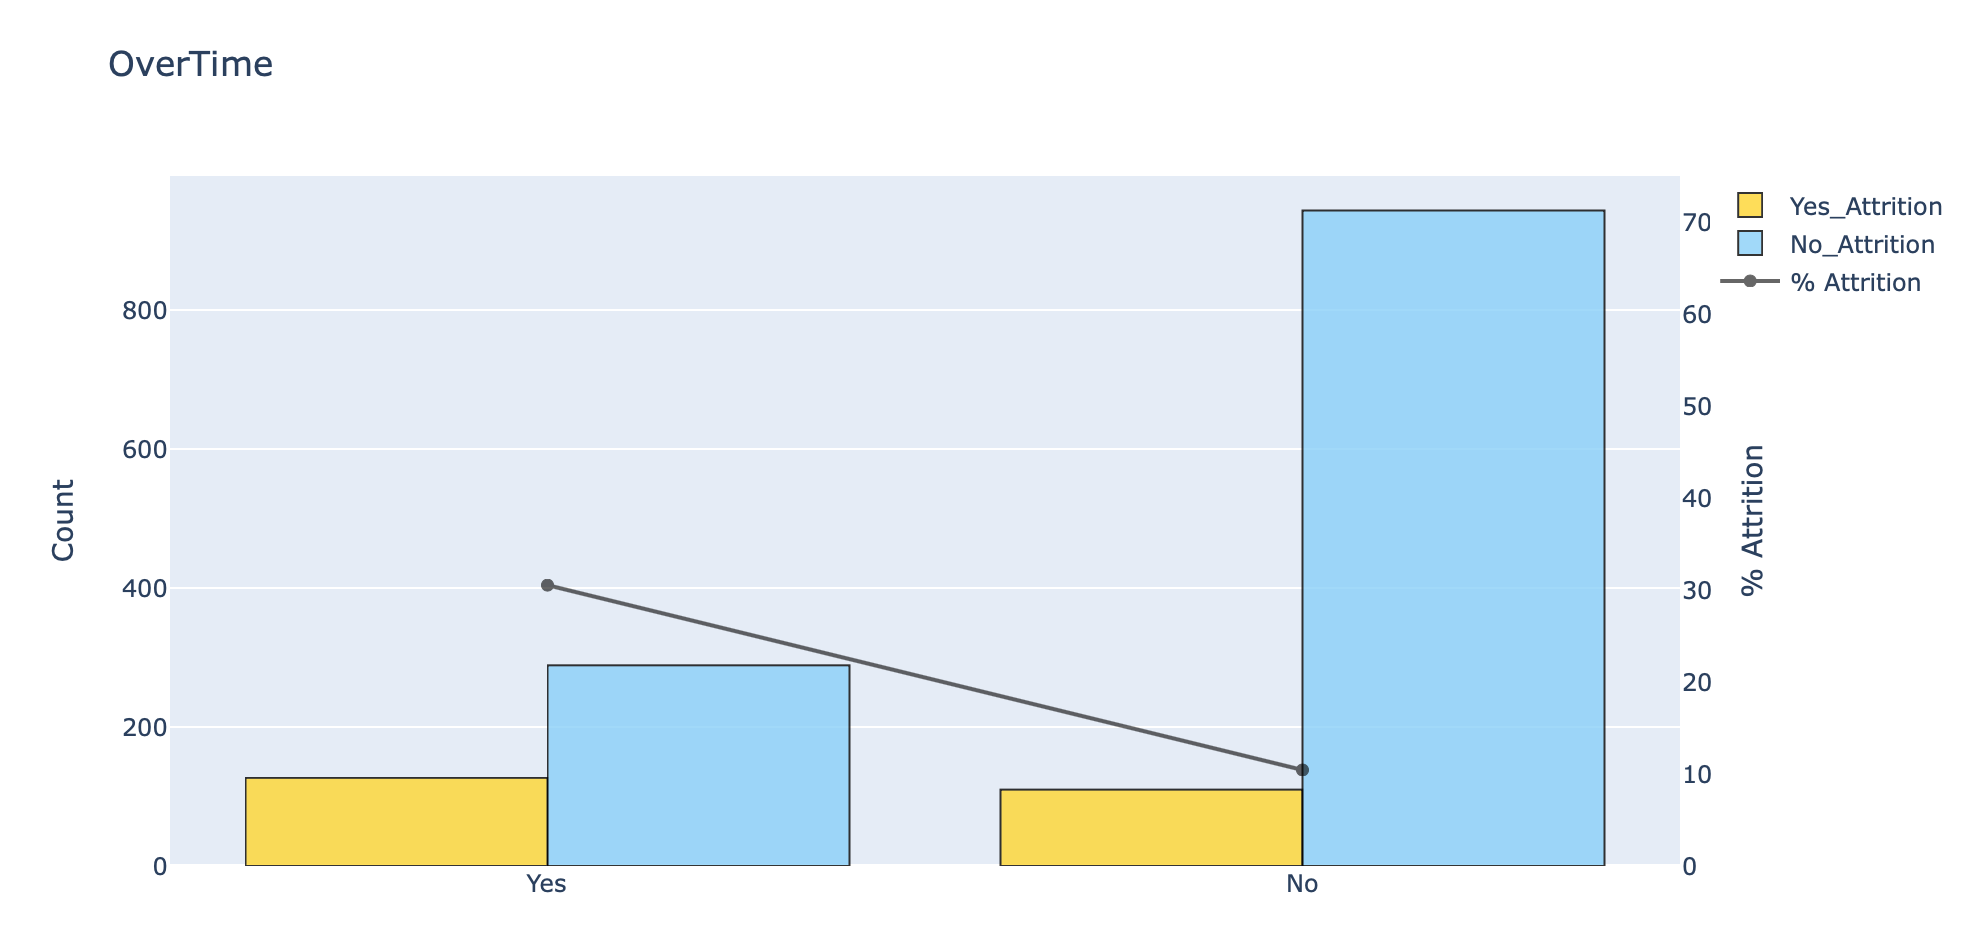 OverTime
Yes_Attrition
No_Attrition
% Attrition
Count
800
600
400
200
0
70
60
50
40
30
20
10
0
% Attrition
Yes
No